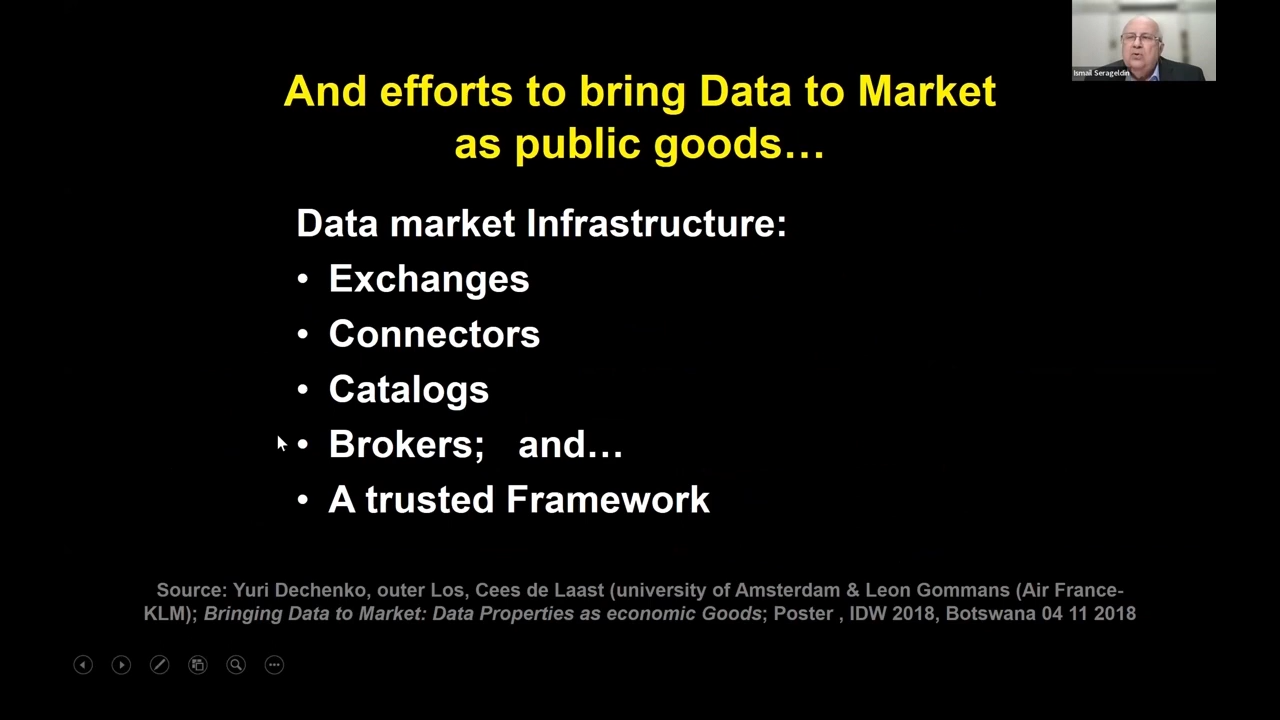 Ismail Serageldin
And efforts to bring Data to Market
as public goods…
Data market Infrastructure:
• Exchanges
• Connectors
• Catalogs
• Brokers; and…
• A trusted Framework
Source: Yuri Dechenko, outer Los, Cees de Laast (university of Amsterdam & Leon Gommans (Air France-
KLM); Bringing Data to Market: Data Properties as economic Goods; Poster , IDW 2018, Botswana 04 11 2018